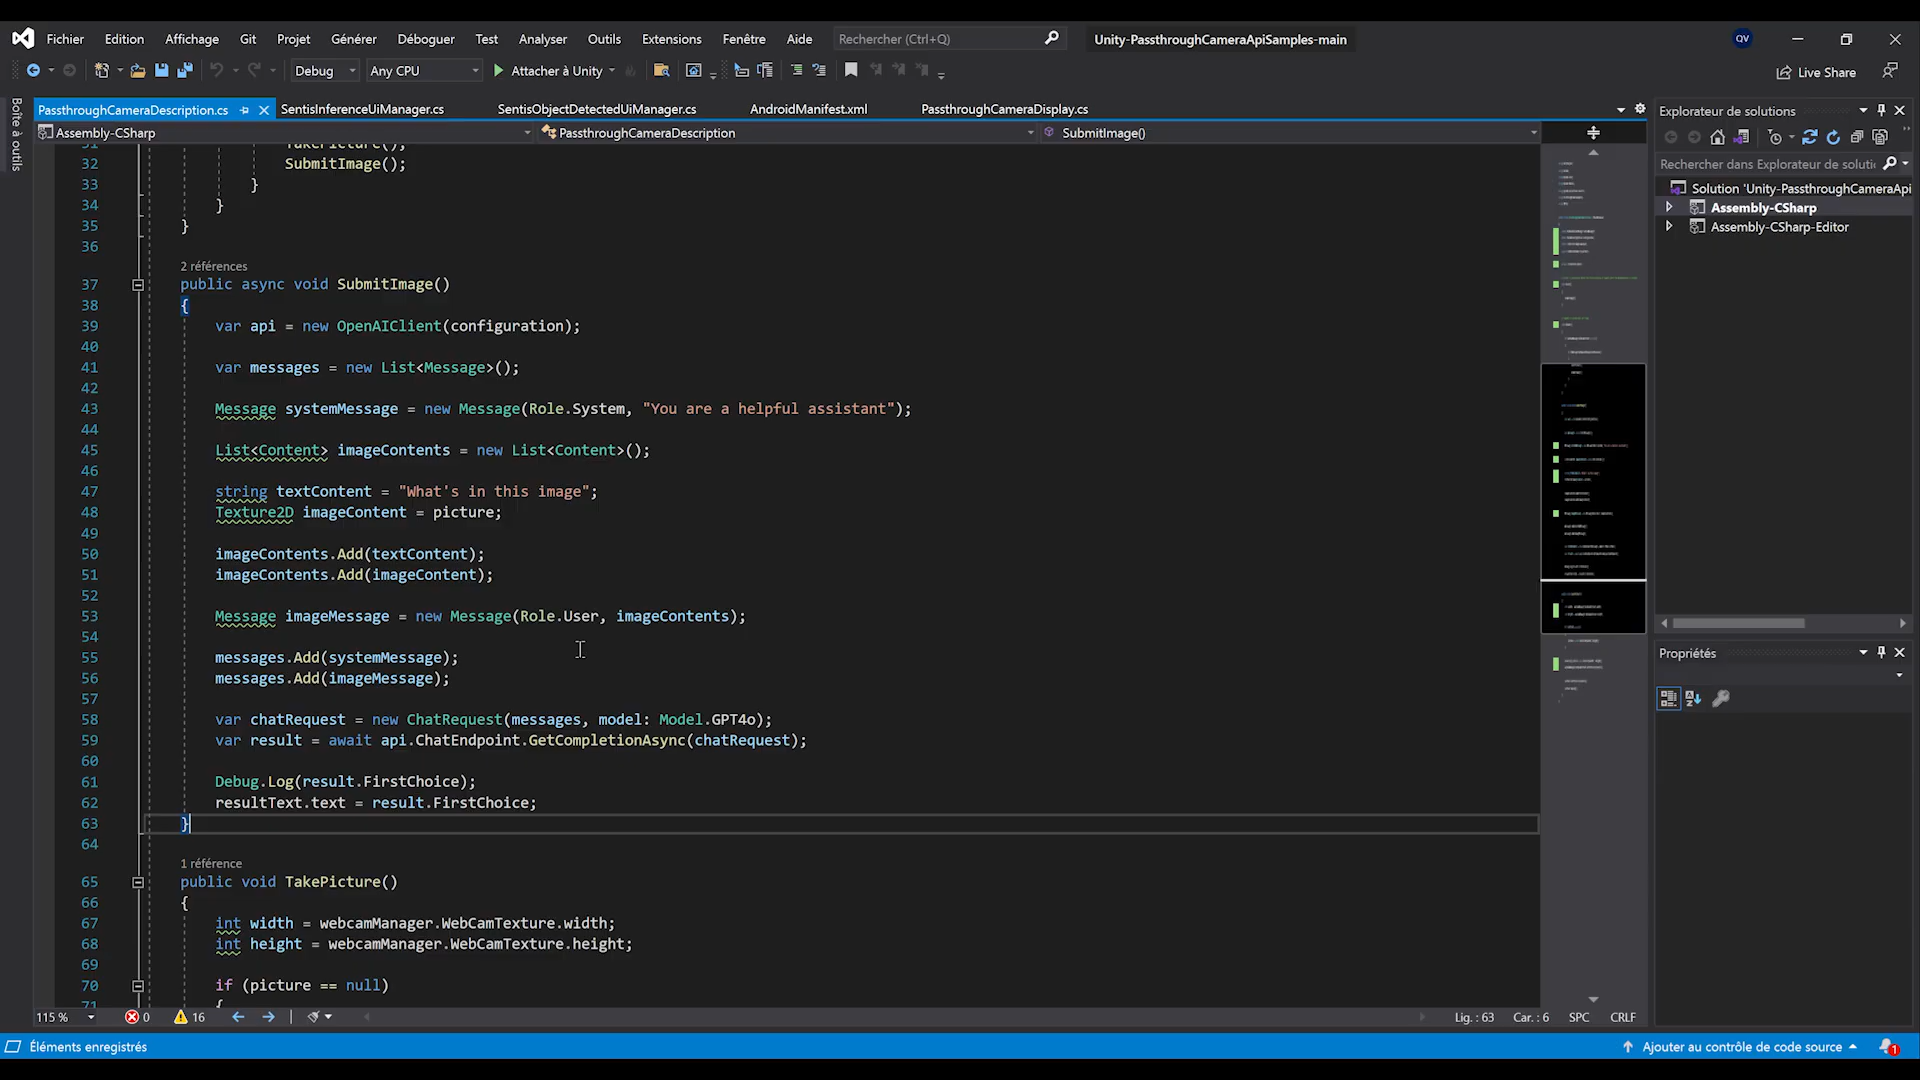 Fichier Edition Affichage Git Projet Générer Déboguer Test Analyser Outils Extensions Fenêtre Aide Rechercher (Ctrl+Q) Unity-PassthroughCameraApiSamples-main QV
Debug Any CPU Attacher à Unity Live Share
Boîte à outils
PassthroughCameraDescription.cs SentisInferenceUiManager.cs SentisObjectDetectedUiManager.cs AndroidManifest.xml PassthroughCameraDisplay.cs
Assembly-CSharp PassthroughCameraDescription SubmitImage()
31 TakePicture();
32 SubmitImage();
33 }
34 }
35 }
36
2 références
37 public async void SubmitImage()
38 {
39 var api = new OpenAIClient(configuration);
40
41 var messages = new List<Message>();
42
43 Message systemMessage = new Message(Role.System, "You are a helpful assistant");
44
45 List<Content> imageContents = new List<Content>();
46
47 string textContent = "What's in this image";
48 Texture2D imageContent = picture;
49
50 imageContents.Add(textContent);
51 imageContents.Add(imageContent);
52
53 Message imageMessage = new Message(Role.User, imageContents);
54
55 messages.Add(systemMessage);
56 messages.Add(imageMessage);
57
58 var chatRequest = new ChatRequest(messages, model: Model.GPT4o);
59 var result = await api.ChatEndpoint.GetCompletionAsync(chatRequest);
60
61 Debug.Log(result.FirstChoice);
62 resultText.text = result.FirstChoice;
63 }
64
1 référence
65 public void TakePicture()
66 {
67 int width = webcamManager.WebCamTexture.width;
68 int height = webcamManager.WebCamTexture.height;
69
70 if (picture == null)
71 {
115 % 0 16 Lig. : 63 Car. : 6 SPC CRLF
Explorateur de solutions
Rechercher dans Explorateur de soluti
Solution 'Unity-PassthroughCameraApi
Assembly-CSharp
Assembly-CSharp-Editor
Propriétés
Éléments enregistrés Ajouter au contrôle de code source 1